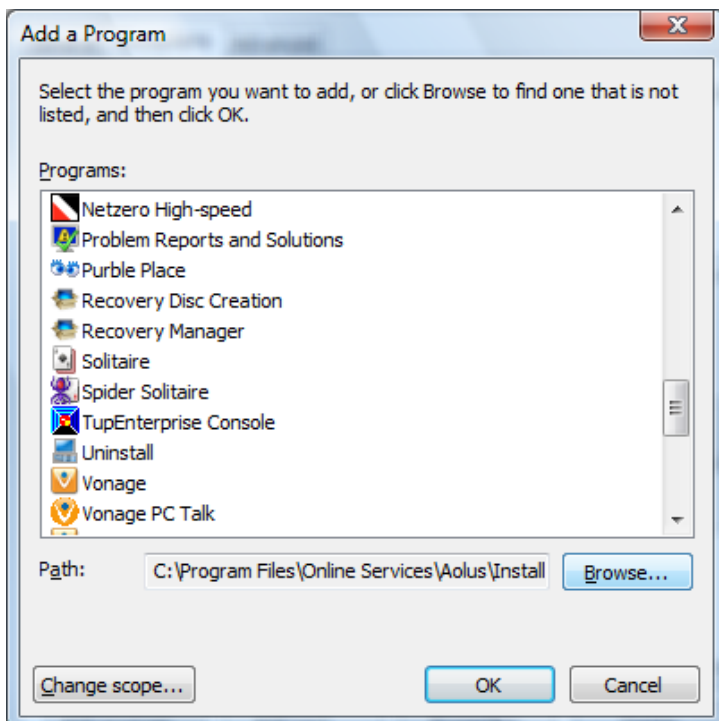 Add a Program
Select the program you want to add, or click Browse to find one that is not
listed, and then click OK.
Programs:
Netzero High-speed
Problem Reports and Solutions
Purble Place
Recovery Disc Creation
Recovery Manager
Solitaire
Spider Solitaire
TupEnterprise Console
Uninstall
Vonage
Vonage PC Talk
Path: C:\Program Files\Online Services\Aolus\Install Browse...
Change scope... OK Cancel